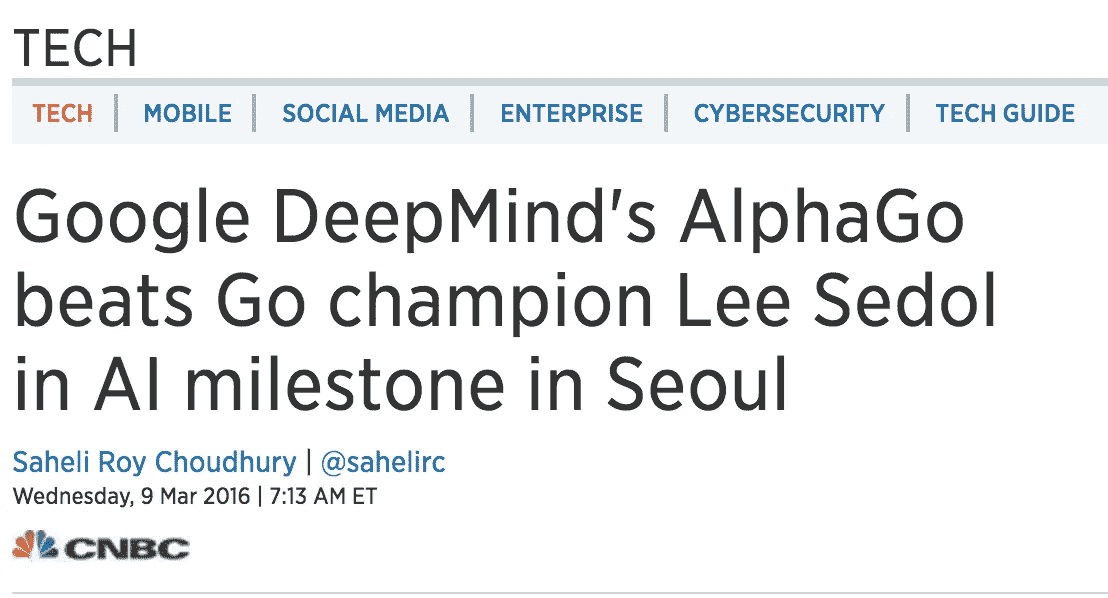 TECH
TECH | MOBILE | SOCIAL MEDIA | ENTERPRISE | CYBERSECURITY | TECH GUIDE
Google DeepMind's AlphaGo
beats Go champion Lee Sedol
in AI milestone in Seoul
Saheli Roy Choudhury | @sahelirc
Wednesday, 9 Mar 2016 | 7:13 AM ET
CNBC